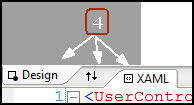 4
Design XAML
1 <UserContro